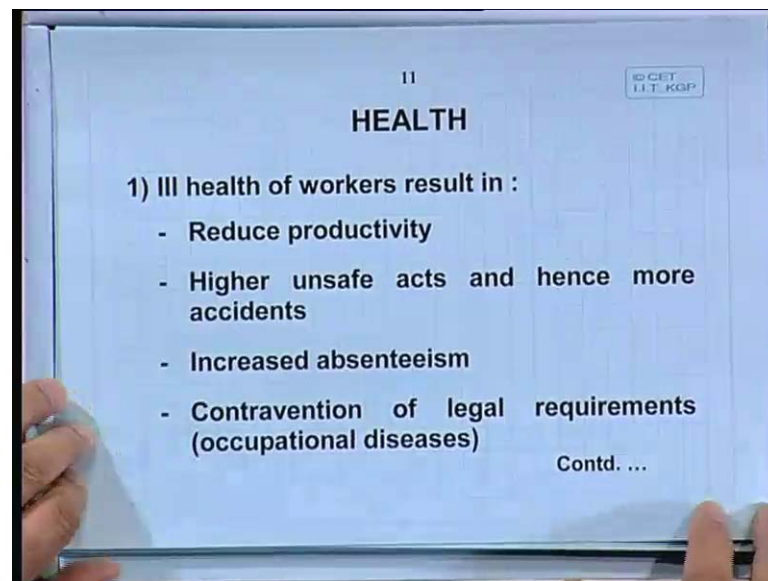 11
© CET
I.I.T. KGP
HEALTH
1) Ill health of workers result in :
- Reduce productivity
- Higher unsafe acts and hence more
accidents
- Increased absenteeism
- Contravention of legal requirements
(occupational diseases)
Contd. ...